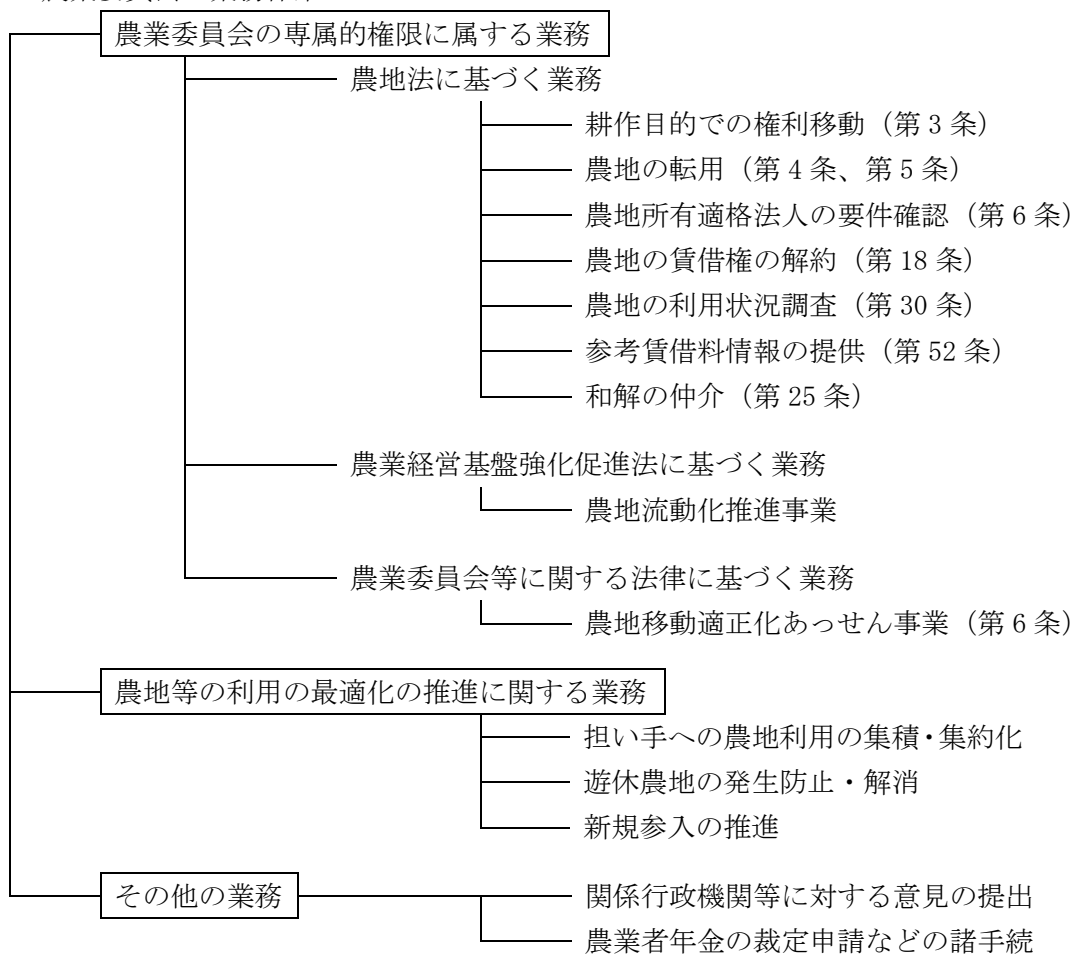 農業委員会の専属的権限に属する業務
農地法に基づく業務
耕作目的での権利移動（第3条）
農地の転用（第4条、第5条）
農地所有適格法人の要件確認（第6条）
農地の賃借権の解約（第18条）
農地の利用状況調査（第30条）
参考賃借料情報の提供（第52条）
和解の仲介（第25条）
農業経営基盤強化促進法に基づく業務
農地流動化推進事業
農業委員会等に関する法律に基づく業務
農地移動適正化あっせん事業（第6条）
農地等の利用の最適化の推進に関する業務
担い手への農地利用の集積・集約化
遊休農地の発生防止・解消
新規参入の推進
その他の業務
関係行政機関等に対する意見の提出
農業者年金の裁定申請などの諸手続